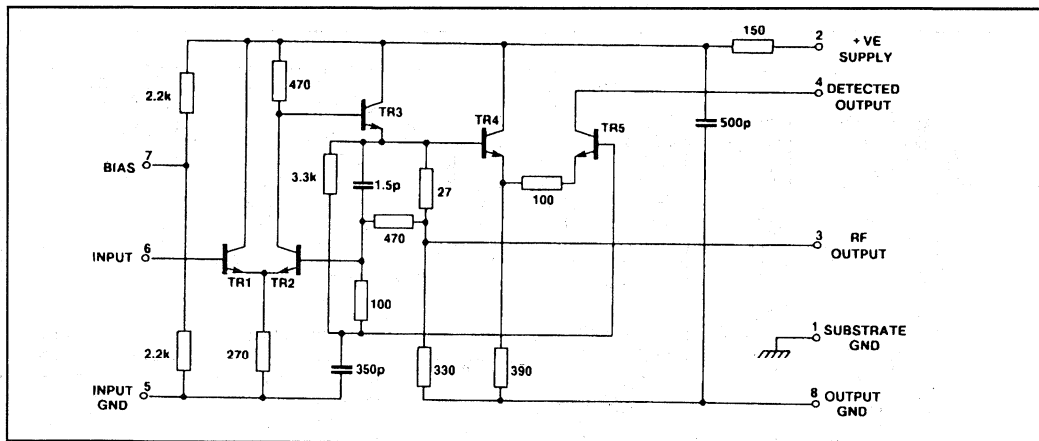 150
2
+ VE
SUPPLY
470
4
DETECTED
OUTPUT
2.2k
TR3
TR4
TR5
500p
7
BIAS
3.3k
1.5p
27
100
470
3
RF
OUTPUT
6
INPUT
TR1
TR2
100
1
SUBSTRATE
GND
2.2k
270
350p
330
390
INPUT
GND
5
8
OUTPUT
GND